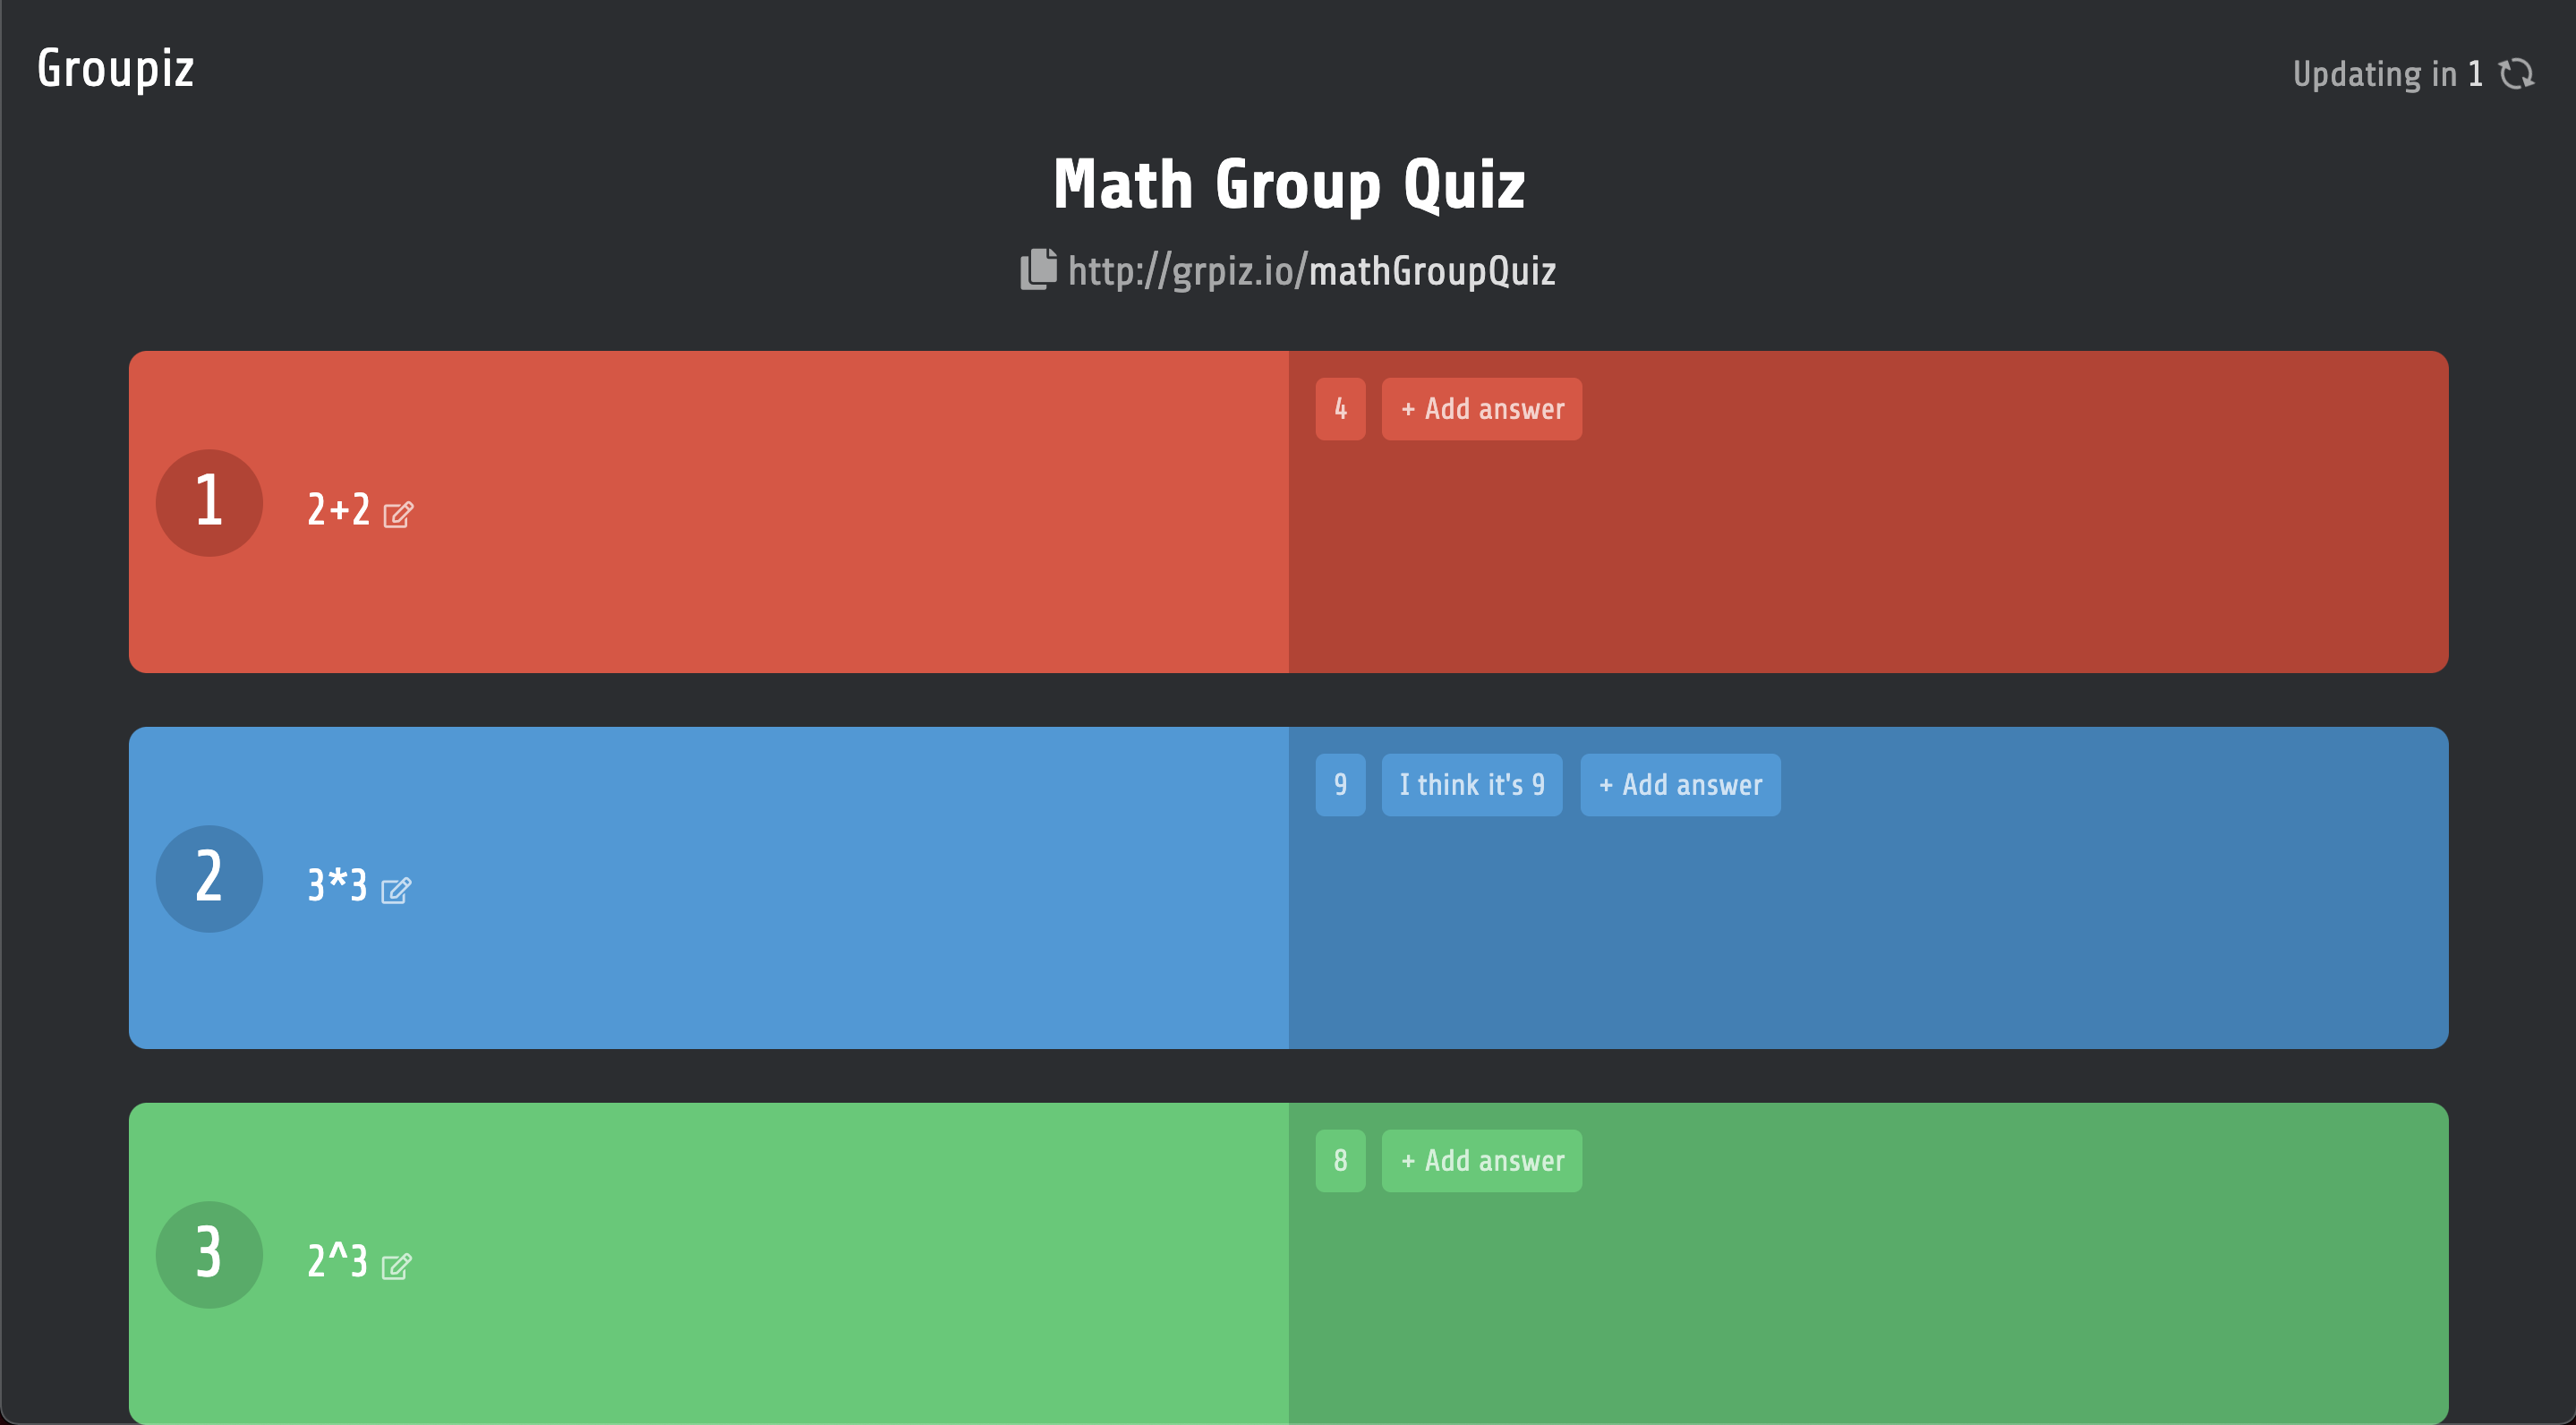 Groupiz
Updating in 1
Math Group Quiz
http://grpiz.io/mathGroupQuiz
4 + Add answer
1 2+2
9 I think it's 9 + Add answer
2 3*3
8 + Add answer
3 2^3